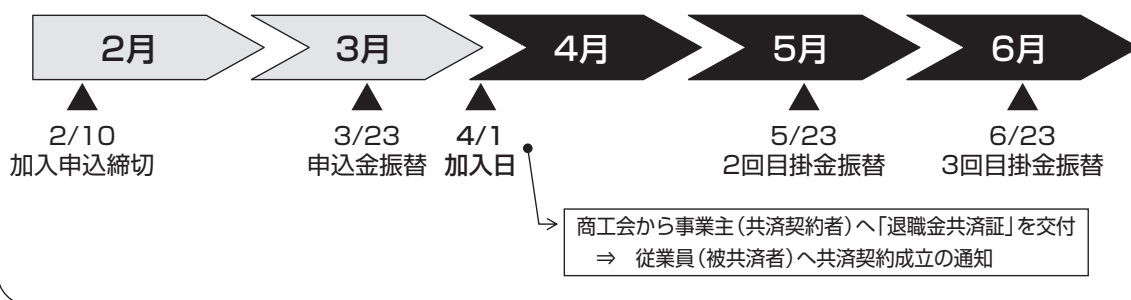 2月 3月 4月 5月 6月
2/10 3/23 4/1 5/23 6/23
加入申込締切 申込金振替 加入日 2回目掛金振替 3回目掛金振替
商工会から事業主(共済契約者)へ「退職金共済証」を交付
⇒ 従業員(被共済者)へ共済契約成立の通知